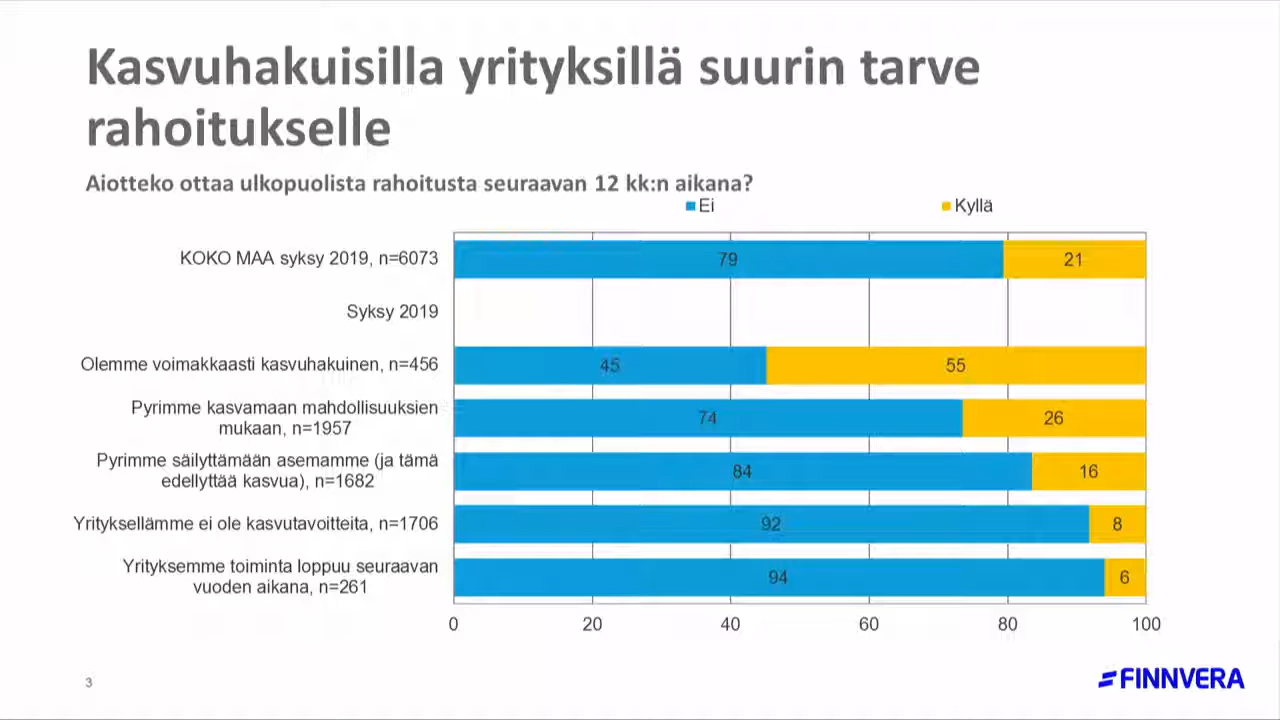 Kasvuhakuisilla yrityksillä suurin tarve
rahoitukselle
Aiotteko ottaa ulkopuolista rahoitusta seuraavan 12 kk:n aikana?
Ei
Kyllä
KOKO MAA syksy 2019, n=6073
79
21
Syksy 2019
Olemme voimakkaasti kasvuhakuinen, n=456
45
55
Pyrimme kasvamaan mahdollisuuksien
mukaan, n=1957
74
26
Pyrimme säilyttämään asemamme (ja tämä
edellyttää kasvua), n=1682
84
16
Yrityksellämme ei ole kasvutavoitteita, n=1706
92
8
Yrityksemme toiminta loppuu seuraavan
vuoden aikana, n=261
94
6
0
20
40
60
80
100
3
FINNVERA